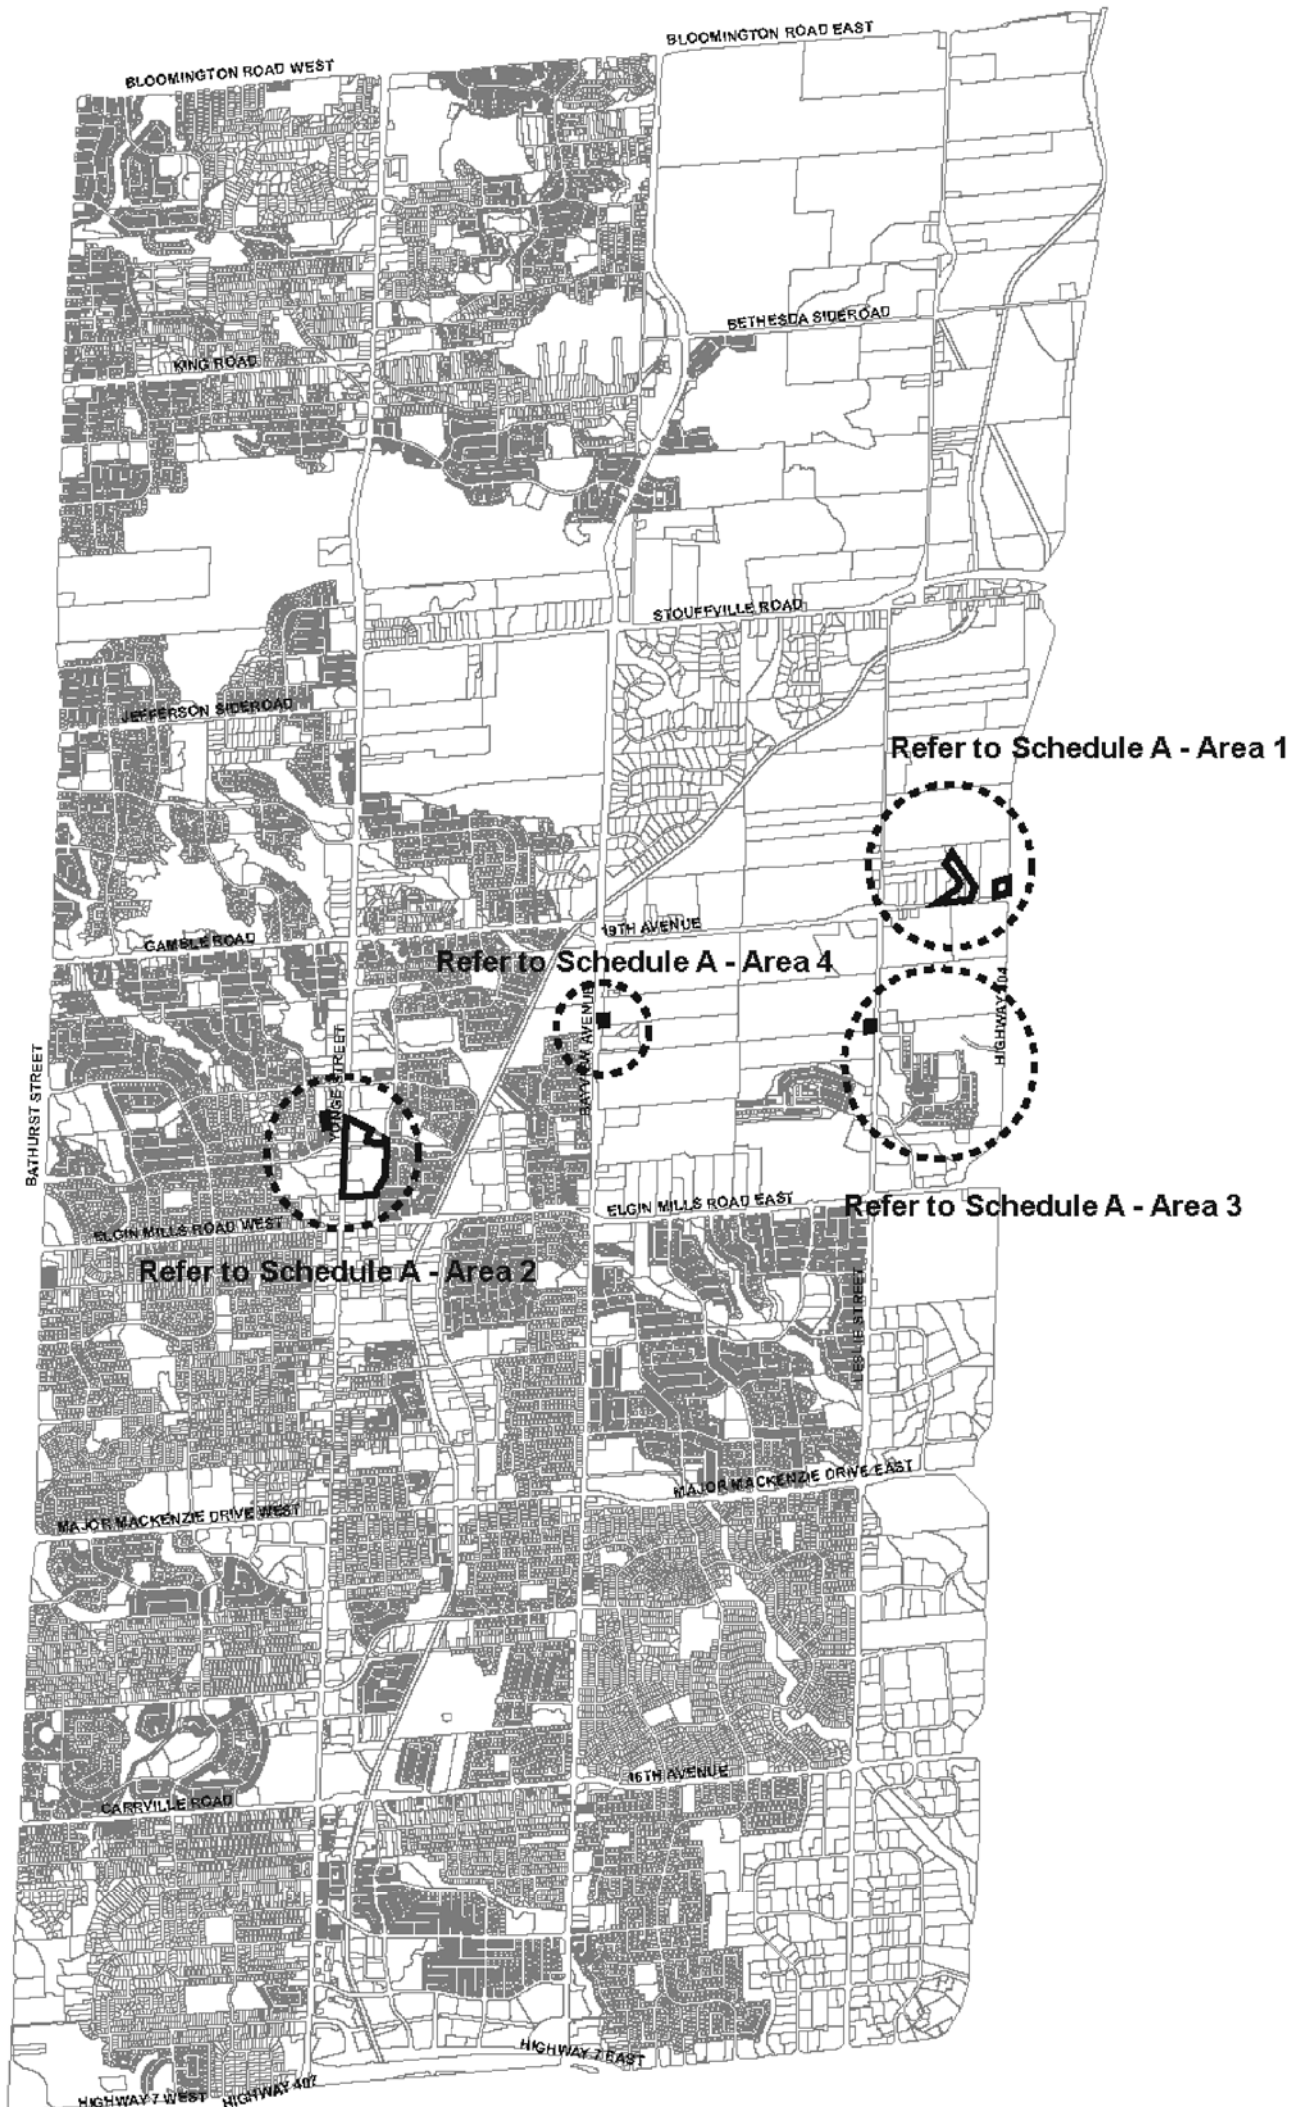 BLOOMINGTON ROAD EAST
BLOOMINGTON ROAD WEST
BETHESDA SIDEROAD
KING ROAD
STOUFFVILLE ROAD
JEFFERSON SIDEROAD
Refer to Schedule A - Area 1
19TH AVENUE
GAMBLE ROAD
Refer to Schedule A - Area 4
HIGHWAY 404
BAYVIEW AVENUE
YONGE STREET
BATHURST STREET
ELGIN MILLS ROAD EAST
Refer to Schedule A - Area 3
ELGIN MILLS ROAD WEST
Refer to Schedule A - Area 2
LESLIE STREET
MAJOR MACKENZIE DRIVE EAST
MAJOR MACKENZIE DRIVE WEST
16TH AVENUE
CARRVILLE ROAD
HIGHWAY 7 EAST
HIGHWAY 7 WEST
HIGHWAY 407